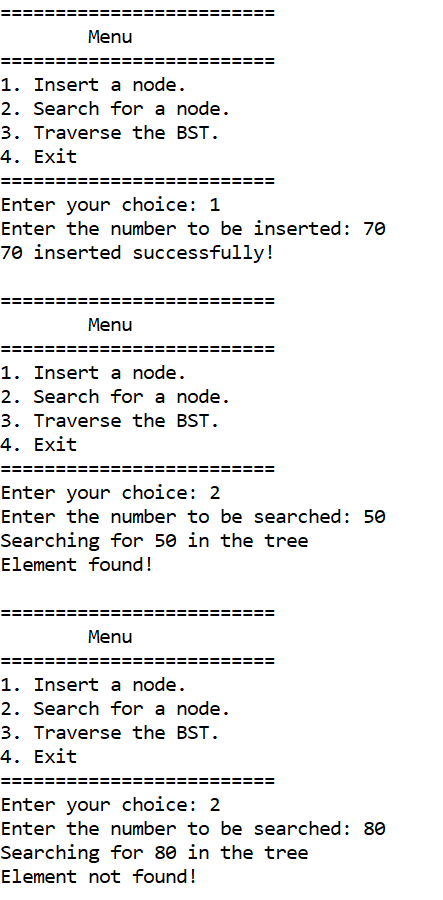 =========================
        Menu
=========================
1. Insert a node.
2. Search for a node.
3. Traverse the BST.
4. Exit
=========================
Enter your choice: 1
Enter the number to be inserted: 70
70 inserted successfully!

=========================
        Menu
=========================
1. Insert a node.
2. Search for a node.
3. Traverse the BST.
4. Exit
=========================
Enter your choice: 2
Enter the number to be searched: 50
Searching for 50 in the tree
Element found!

=========================
        Menu
=========================
1. Insert a node.
2. Search for a node.
3. Traverse the BST.
4. Exit
=========================
Enter your choice: 2
Enter the number to be searched: 80
Searching for 80 in the tree
Element not found!